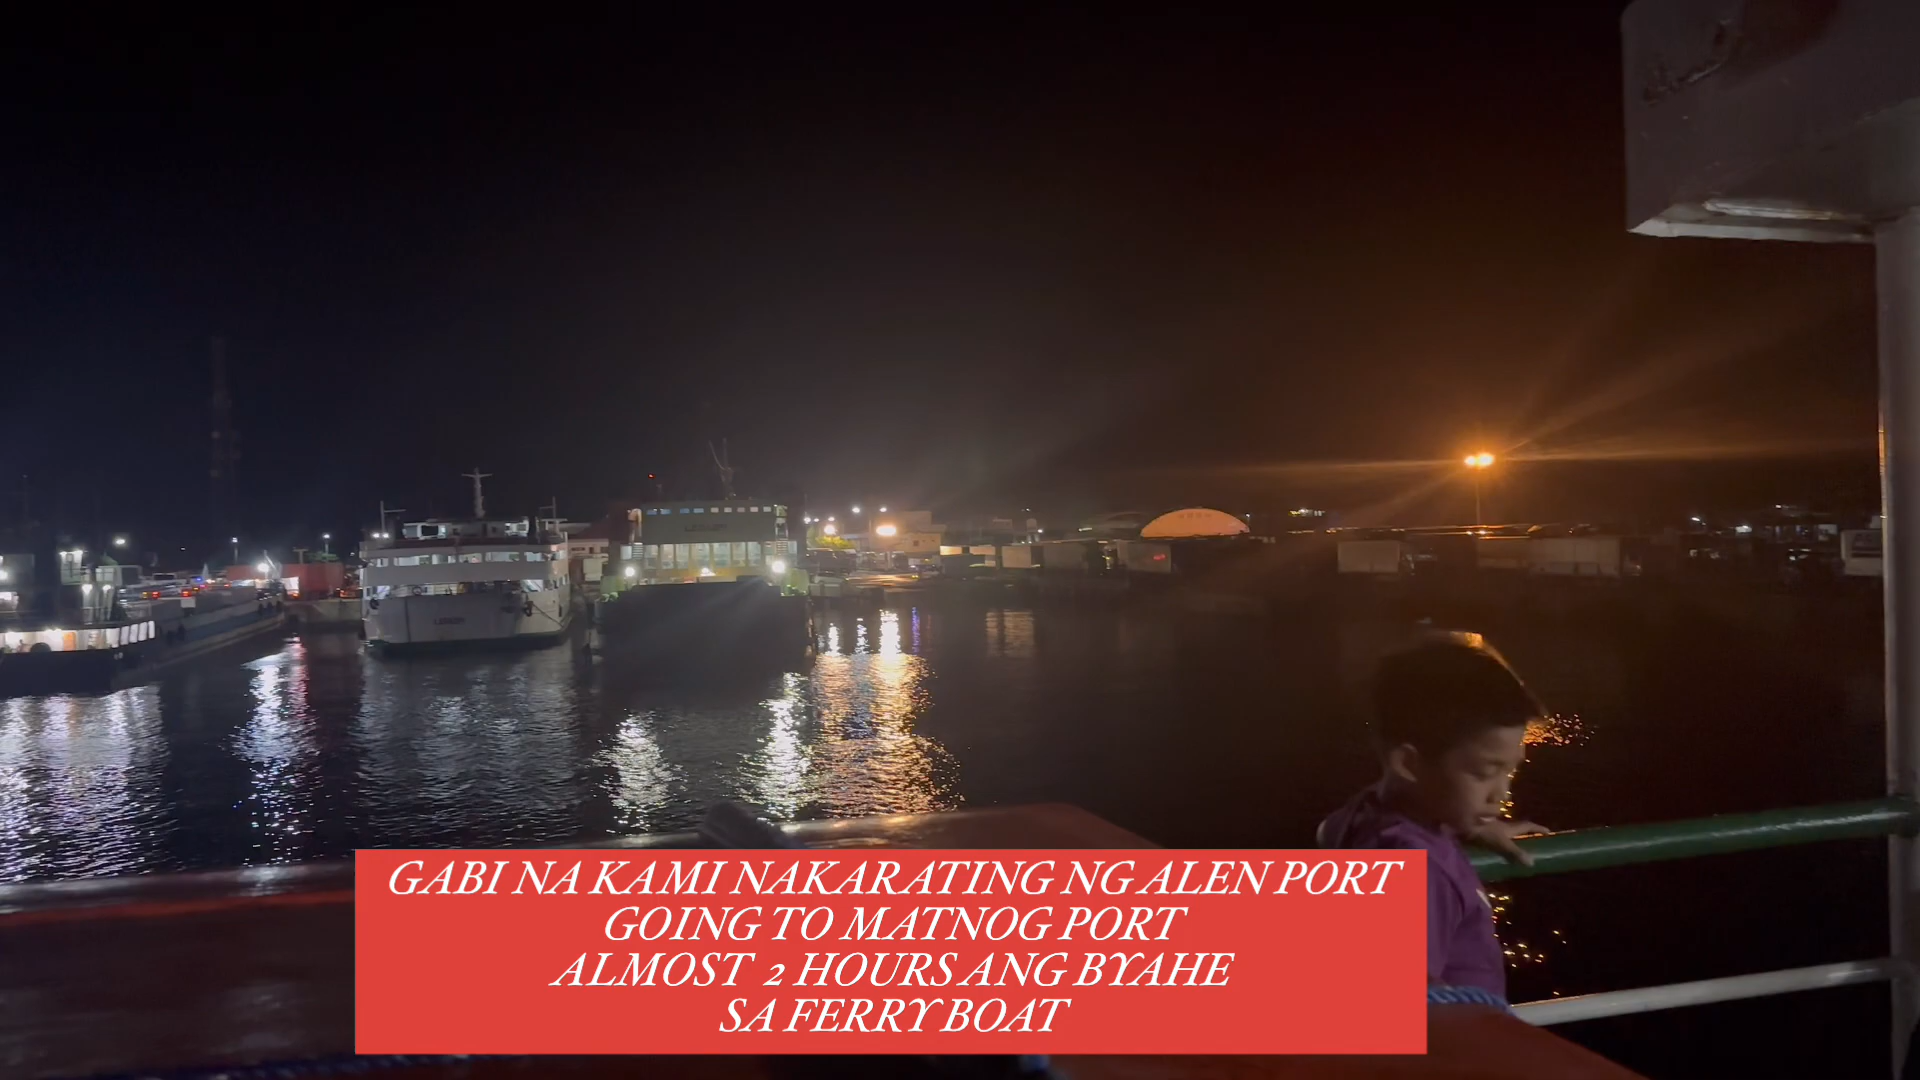 GABI NA KAMI NAKARATING NG ALEN PORT
GOING TO MATNOG PORT
ALMOST 2 HOURS ANG BYAHE
SA FERRY BOAT